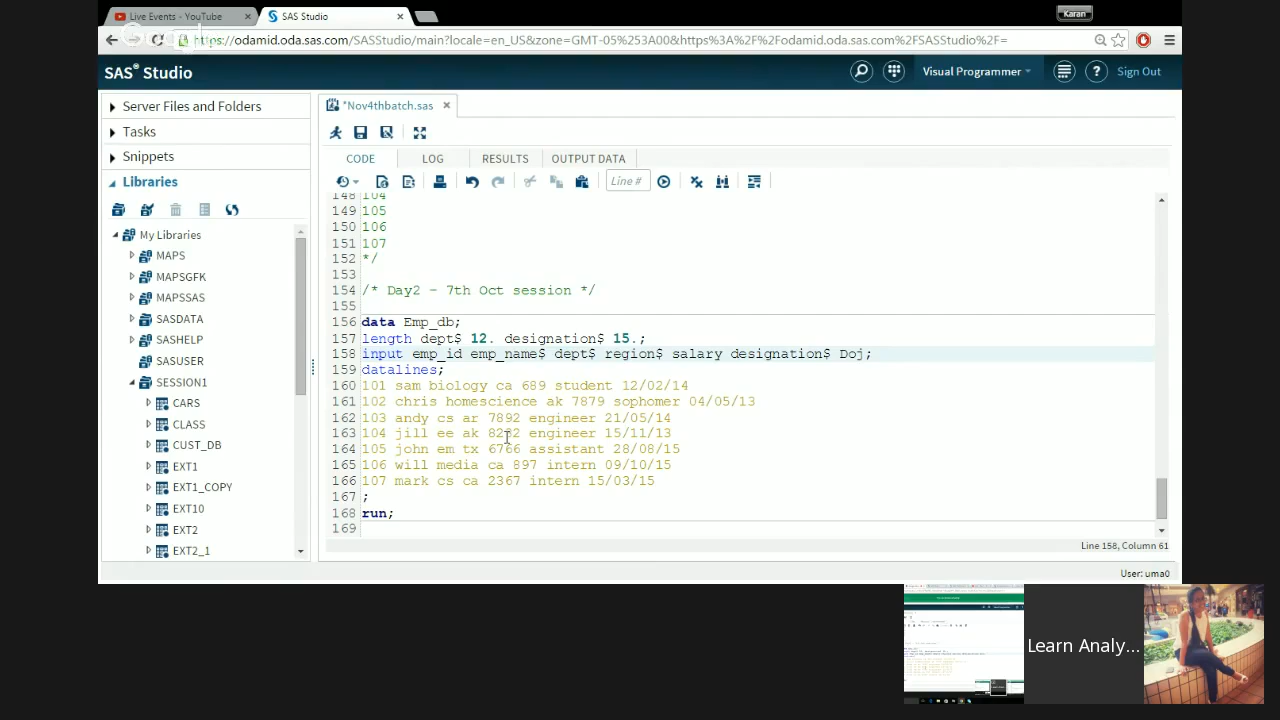 Live Events - YouTube
SAS Studio
Karan
https://odamid.oda.sas.com/SASStudio/main?locale=en_US&zone=GMT-05%253A00&https%3A%2F%2Fodamid.oda.sas.com%2FSASStudio%2F=
SAS® Studio
Visual Programmer
Sign Out
Server Files and Folders
Tasks
Snippets
Libraries
My Libraries
MAPS
MAPSGFK
MAPSSAS
SASDATA
SASHELP
SASUSER
SESSION1
CARS
CLASS
CUST_DB
EXT1
EXT1_COPY
EXT10
EXT2
EXT2_1
*Nov4thbatch.sas
CODE LOG RESULTS OUTPUT DATA
Line #
148 104
149 105
150 106
151 107
152 */
153
154 /* Day2 - 7th Oct session */
155
156 data Emp_db;
157 length dept$ 12. designation$ 15.;
158 input emp_id emp_name$ dept$ region$ salary designation$ Doj;
159 datalines;
160 101 sam biology ca 689 student 12/02/14
161 102 chris homescience ak 7879 sophomer 04/05/13
162 103 andy cs ar 7892 engineer 21/05/14
163 104 jill ee ak 8282 engineer 15/11/13
164 105 john em tx 6766 assistant 28/08/15
165 106 will media ca 897 intern 09/10/15
166 107 mark cs ca 2367 intern 15/03/15
167 ;
168 run;
169
Line 158, Column 61
User: uma0
Learn Analy...